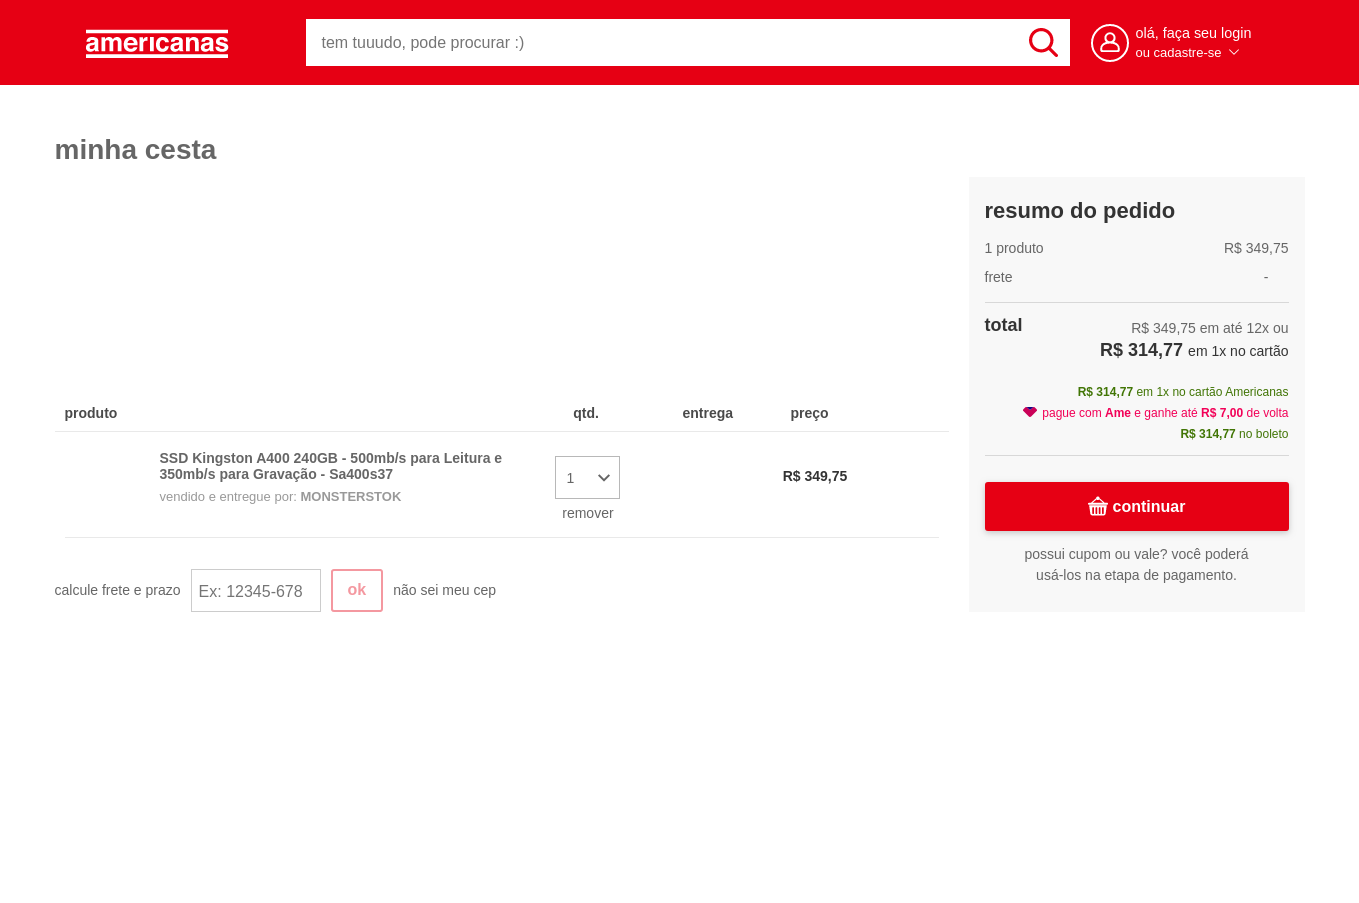 americanas
tem tuuudo, pode procurar :)
olá, faça seu login
ou cadastre-se
minha cesta
produto
qtd.
entrega
preço
SSD Kingston A400 240GB - 500mb/s para Leitura e
350mb/s para Gravação - Sa400s37
vendido e entregue por: MONSTERSTOK
1
remover
R$ 349,75
calcule frete e prazo
Ex: 12345-678
ok
não sei meu cep
resumo do pedido
1 produto
R$ 349,75
frete
-
total
R$ 349,75 em até 12x ou
R$ 314,77 em 1x no cartão
R$ 314,77 em 1x no cartão Americanas
pague com Ame e ganhe até R$ 7,00 de volta
R$ 314,77 no boleto
continuar
possui cupom ou vale? você poderá
usá-los na etapa de pagamento.